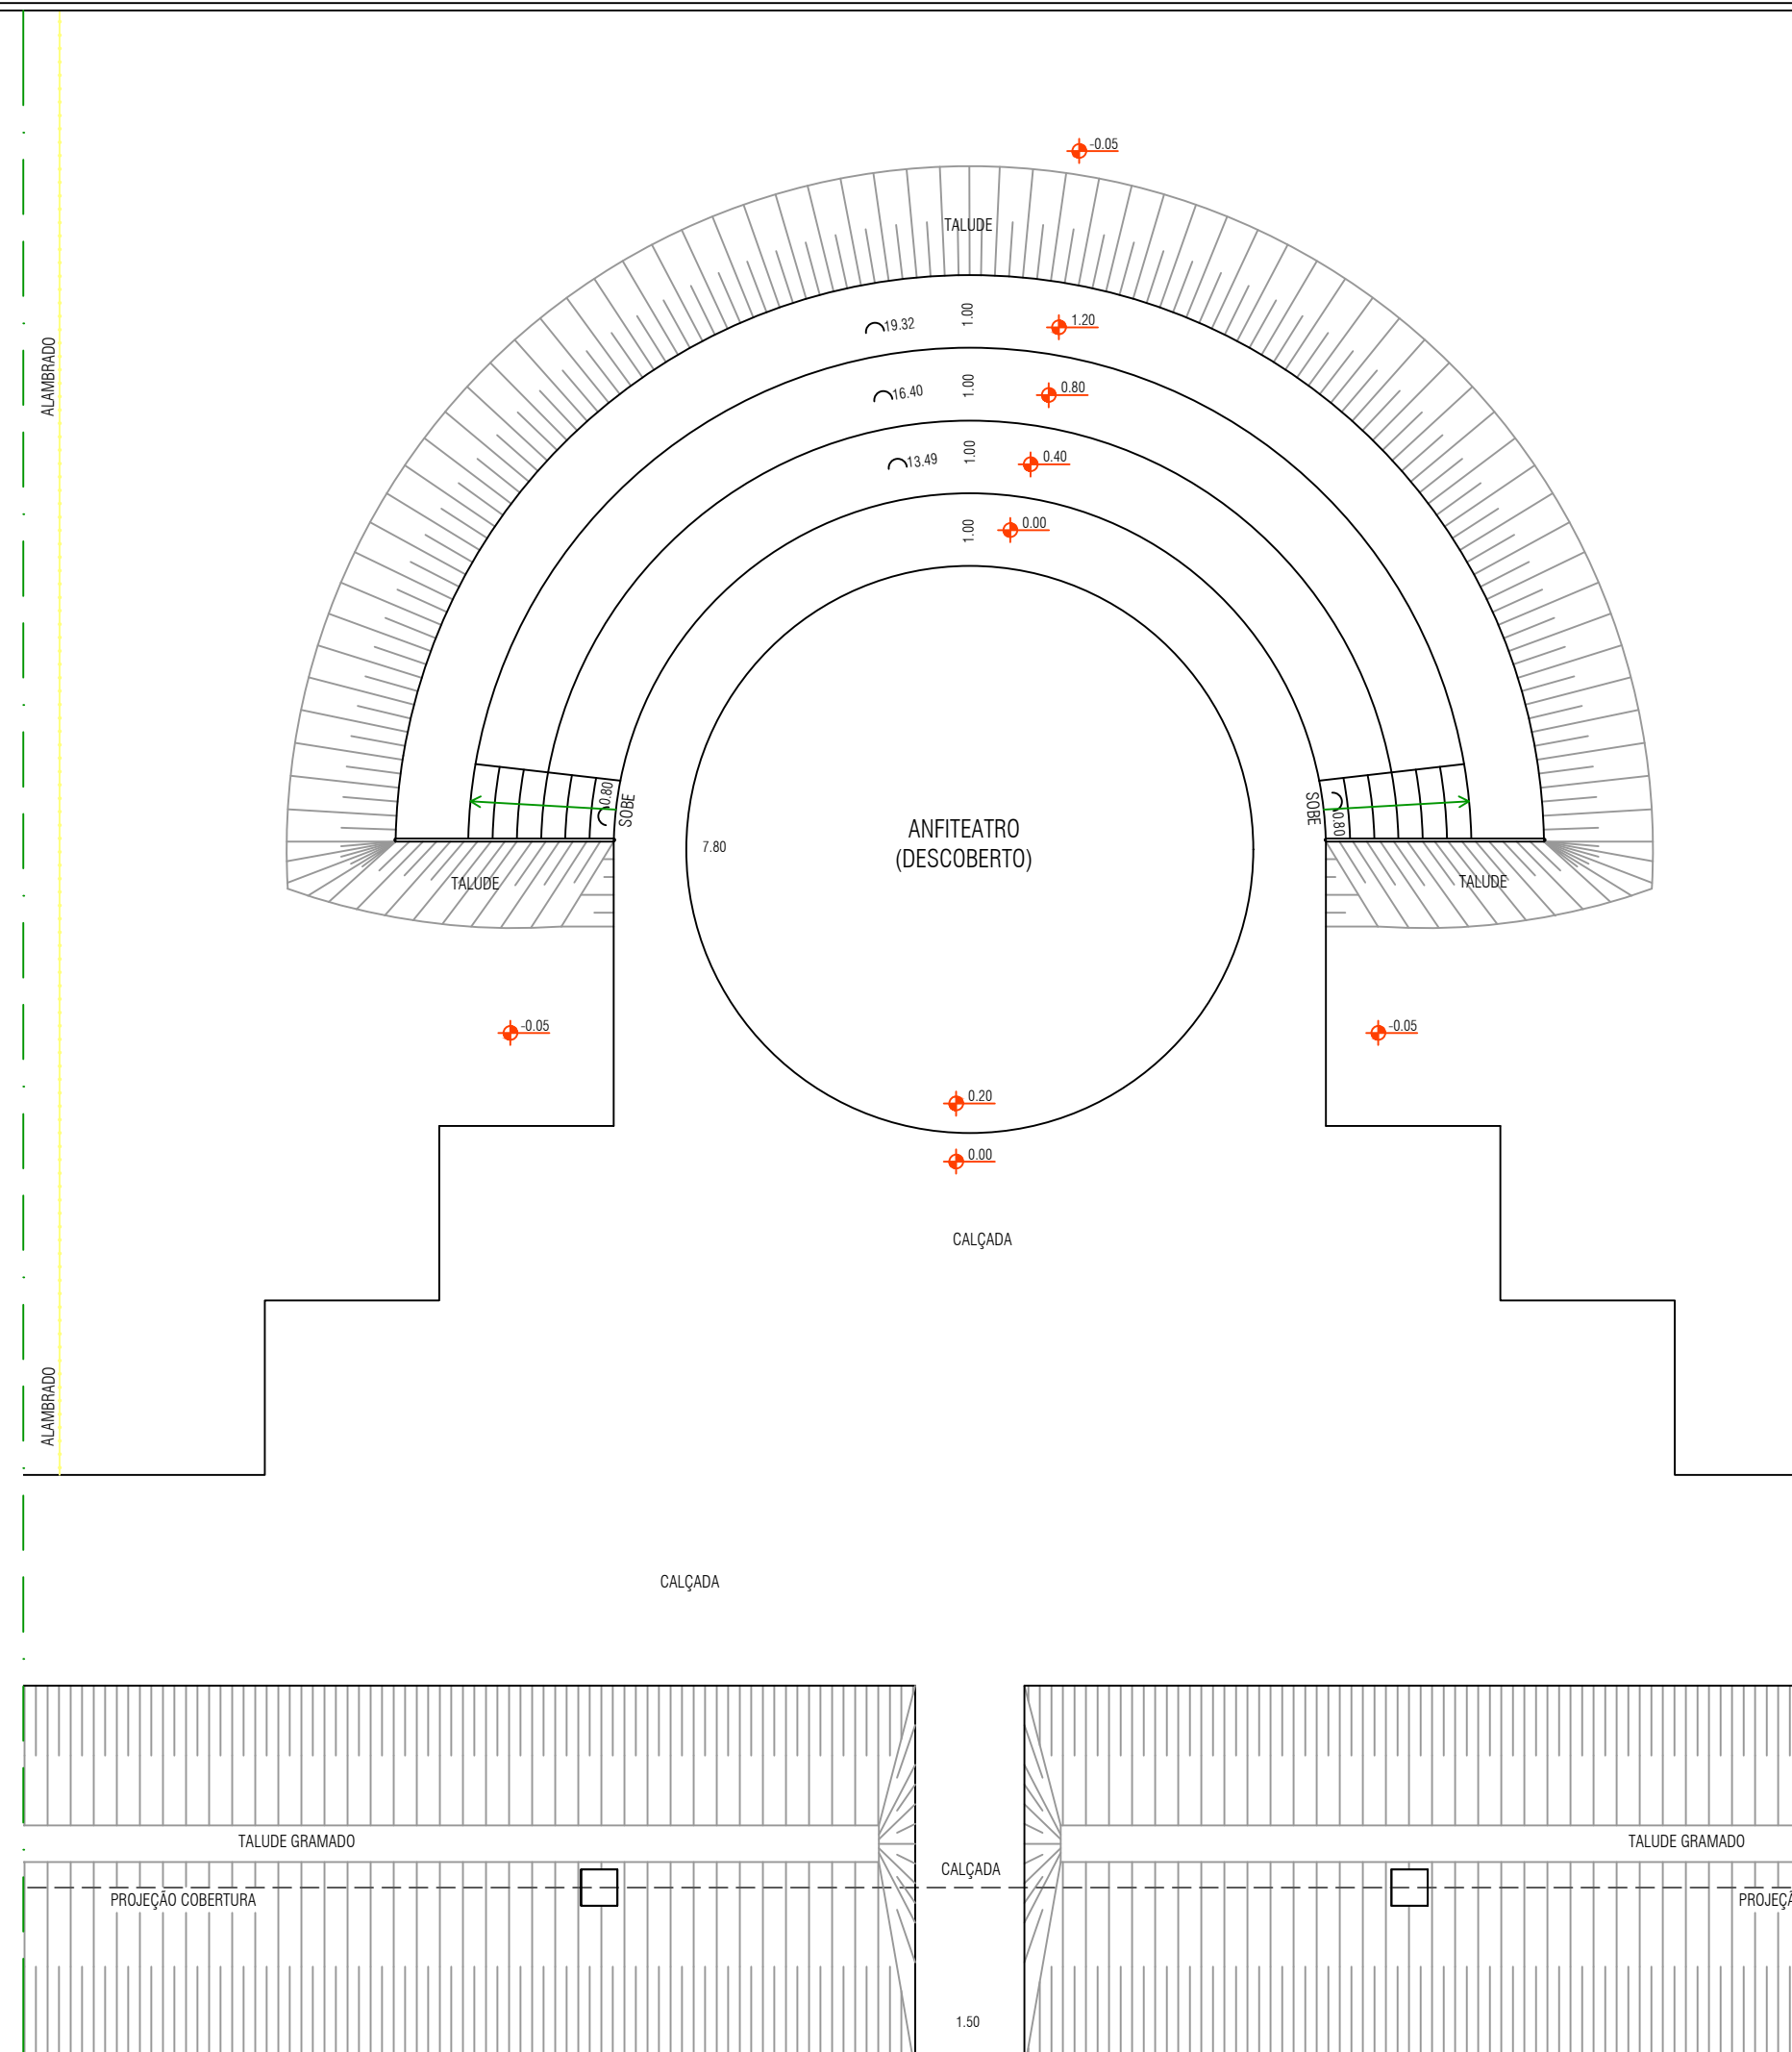 -0.05
TALUDE
ALAMBRADO
19.32
1.00
1.20
16.40
1.00
0.80
13.49
1.00
0.40
1.00
0.00
0.80
SOBE
SOBE
0.80
ANFITEATRO
(DESCOBERTO)
7.80
TALUDE
TALUDE
-0.05
-0.05
0.20
0.00
CALÇADA
ALAMBRADO
CALÇADA
TALUDE GRAMADO
TALUDE GRAMADO
CALÇADA
PROJEÇÃO COBERTURA
PROJEÇÃ
1.50